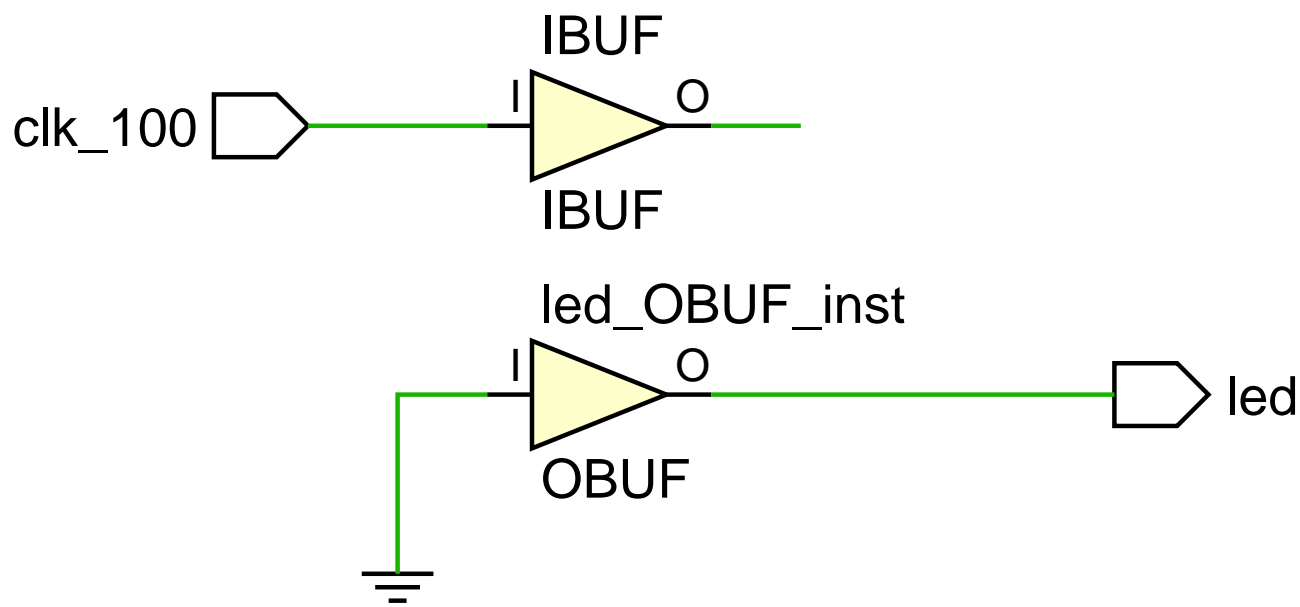 IBUF
I
O
clk_100
IBUF
led_OBUF_inst
I
O
led
OBUF